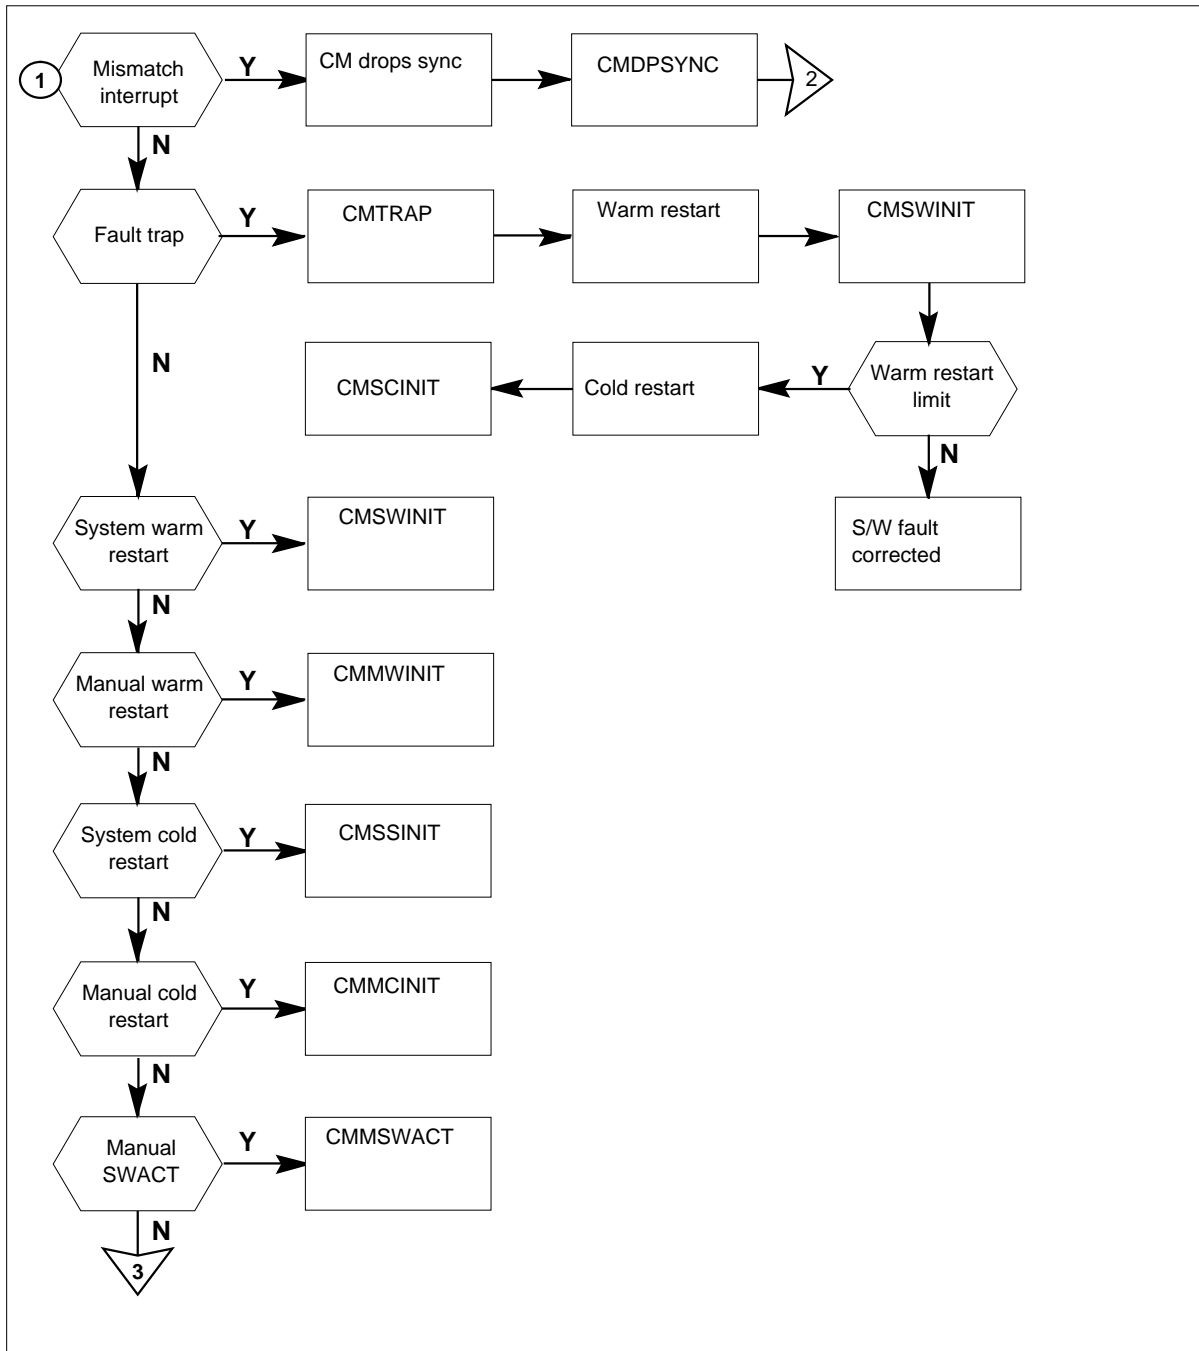 1
Mismatch
interrupt
Y
CM drops sync
CMDPSYNC
2
N
Fault trap
Y
CMTRAP
Warm restart
CMSWINIT
N
CMSCINIT
Cold restart
Y
Warm restart
limit
N
System warm
restart
Y
CMSWINIT
S/W fault
corrected
N
Manual warm
restart
Y
CMMWINIT
N
System cold
restart
Y
CMSSINIT
N
Manual cold
restart
Y
CMMCINIT
N
Manual
SWACT
Y
CMMSWACT
N
3